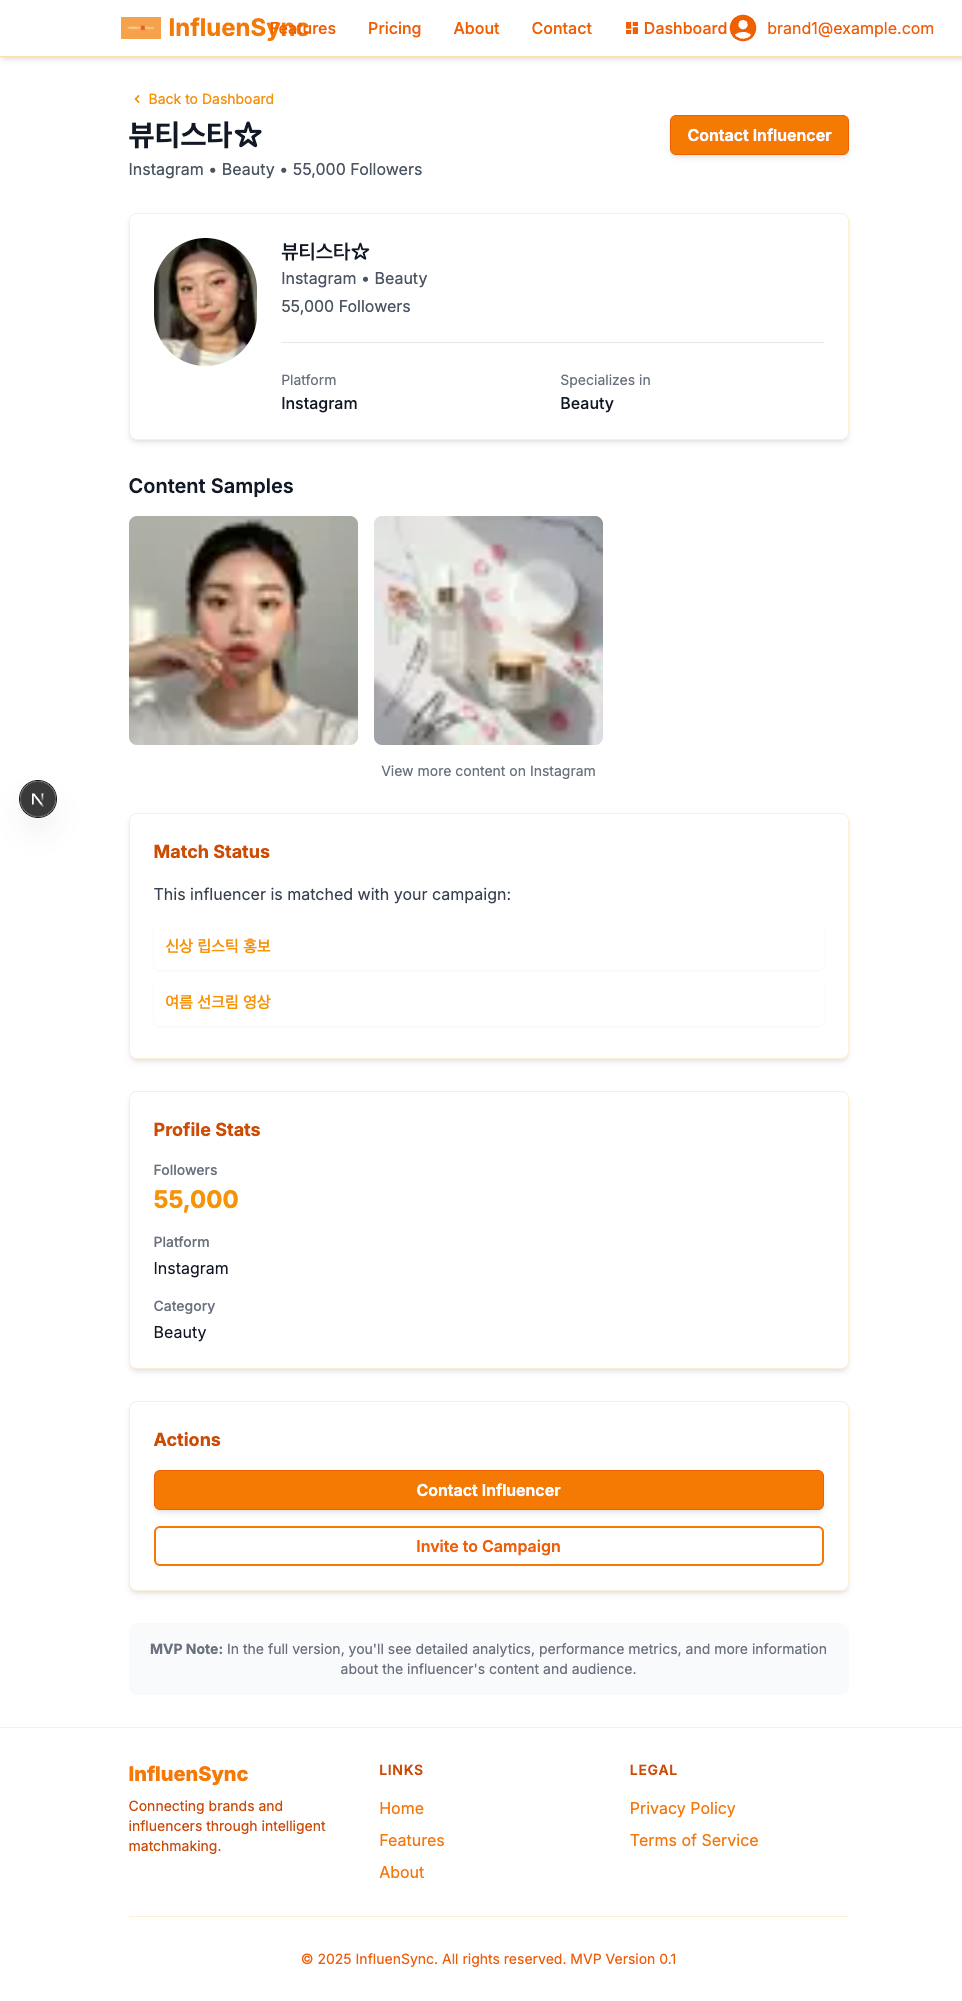 InfluenSync
Features
Pricing
About
Contact
Dashboard
brand1@example.com
Back to Dashboard
뷰티스타☆
Contact Influencer
Instagram • Beauty • 55,000 Followers
뷰티스타☆
Instagram • Beauty
55,000 Followers
Platform
Specializes in
Instagram
Beauty
Content Samples
View more content on Instagram
N
Match Status
This influencer is matched with your campaign:
신상 립스틱 홍보
여름 선크림 영상
Profile Stats
Followers
55,000
Platform
Instagram
Category
Beauty
Actions
Contact Influencer
Invite to Campaign
MVP Note: In the full version, you'll see detailed analytics, performance metrics, and more information
about the influencer's content and audience.
InfluenSync
Connecting brands and
influencers through intelligent
matchmaking.
LINKS
Home
Features
About
LEGAL
Privacy Policy
Terms of Service
© 2025 InfluenSync. All rights reserved. MVP Version 0.1